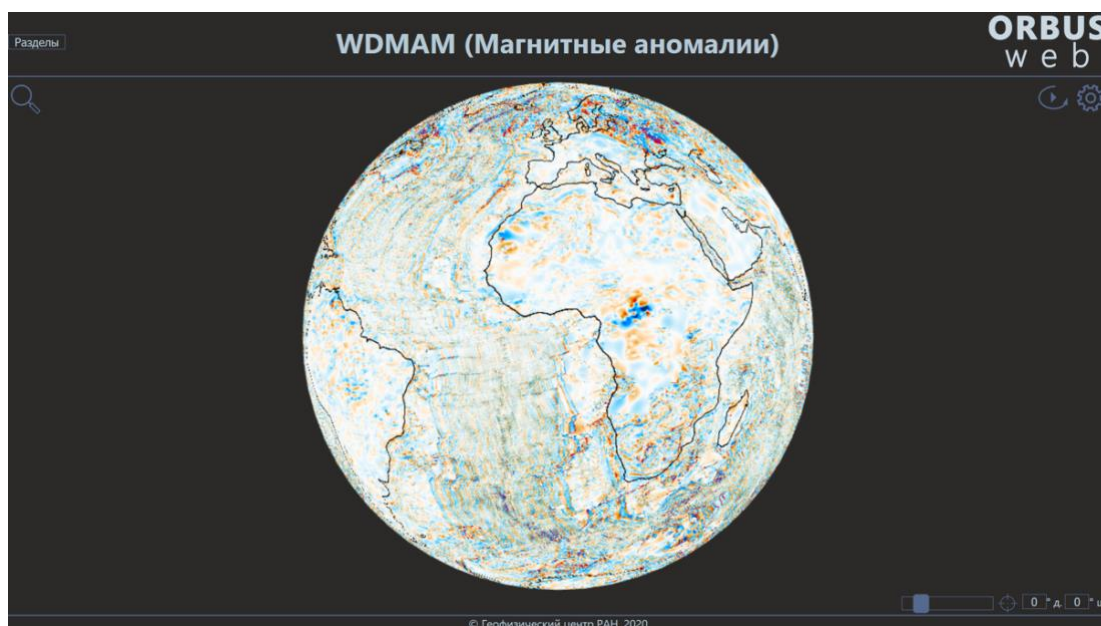 Разделы
WDMAM (Магнитные аномалии)
ORBUS
web
0 ° д. 0 ° ш
© Геофизический центр РАН, 2020